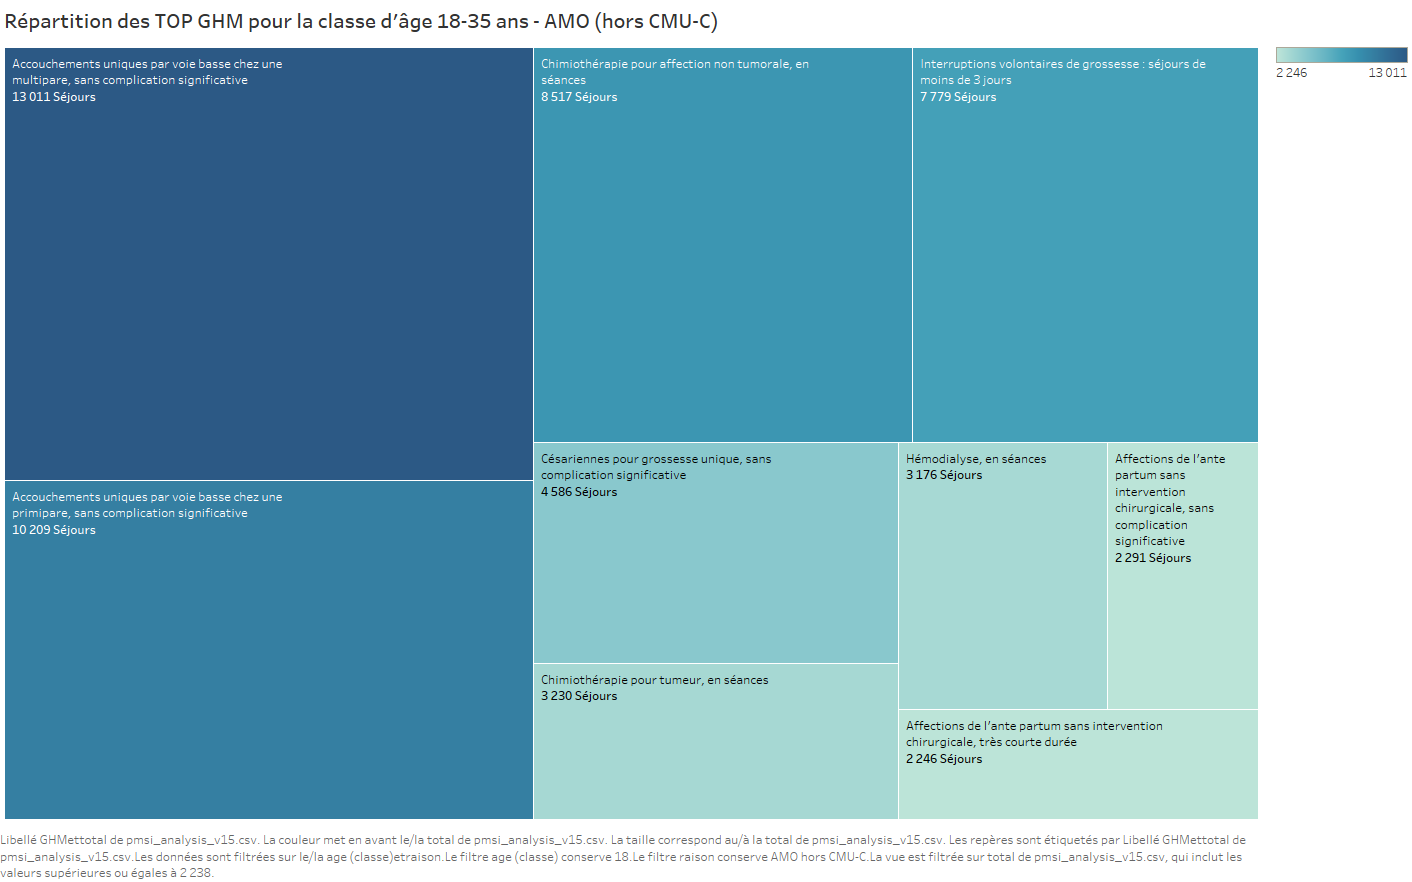 Répartition des TOP GHM pour la classe d’âge 18-35 ans - AMO (hors CMU-C)
Accouchements uniques par voie basse chez une
multipare, sans complication significative
13 011 Séjours
Chimiothérapie pour affection non tumorale, en
séances
8 517 Séjours
Interruptions volontaires de grossesse : séjours de
moins de 3 jours
7 779 Séjours
2 246
13 011
Accouchements uniques par voie basse chez une
primipare, sans complication significative
10 209 Séjours
Césariennes pour grossesse unique, sans
complication significative
4 586 Séjours
Hémodialyse, en séances
3 176 Séjours
Affections de l’ante
partum sans
intervention
chirurgicale, sans
complication
significative
2 291 Séjours
Chimiothérapie pour tumeur, en séances
3 230 Séjours
Affections de l’ante partum sans intervention
chirurgicale, très courte durée
2 246 Séjours
Libellé GHMettotal de pmsi_analysis_v15.csv. La couleur met en avant le/la total de pmsi_analysis_v15.csv. La taille correspond au/à la total de pmsi_analysis_v15.csv. Les repères sont étiquetés par Libellé GHMettotal de
pmsi_analysis_v15.csv.Les données sont filtrées sur le/la age (classe)etraison.Le filtre age (classe) conserve 18.Le filtre raison conserve AMO hors CMU-C.La vue est filtrée sur total de pmsi_analysis_v15.csv, qui inclut les
valeurs supérieures ou égales à 2 238.